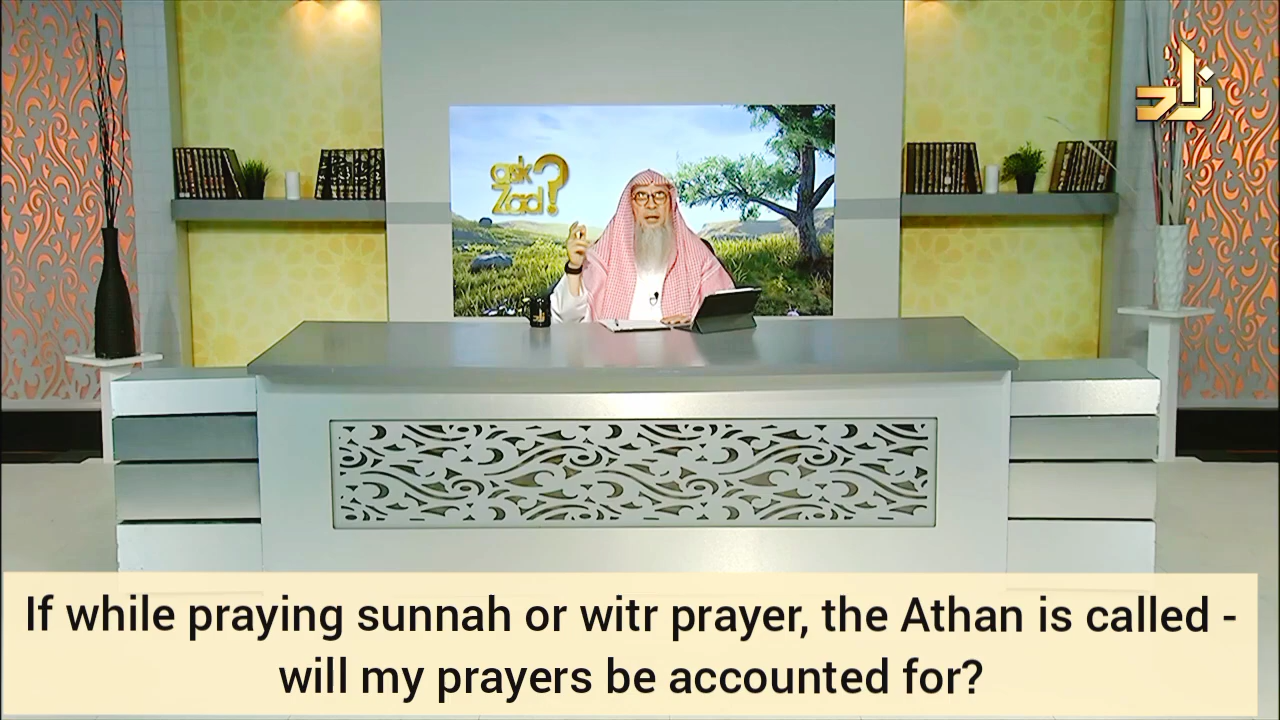 زاد
ask
Zad?
If while praying sunnah or witr prayer, the Athan is called -
will my prayers be accounted for?